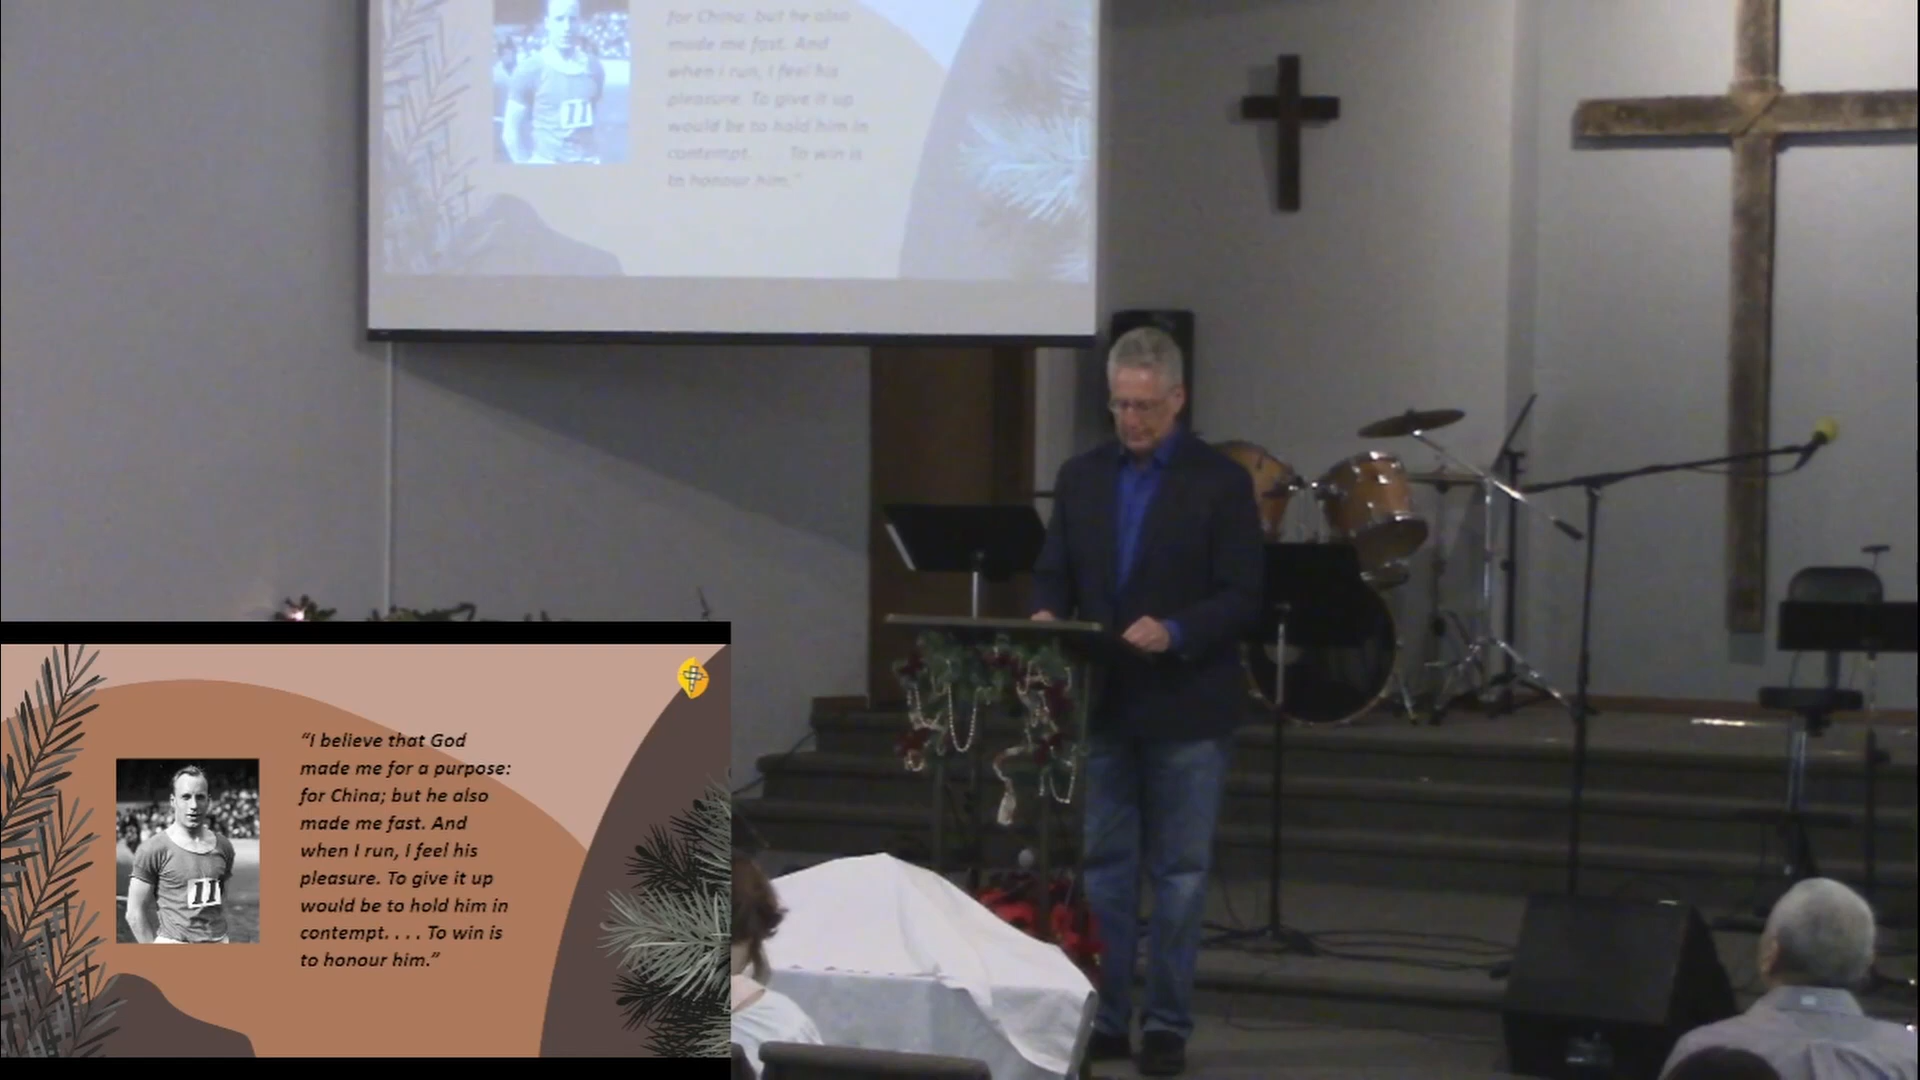 for China; but he also
made me fast. And
when I run, I feel his
pleasure. To give it up
would be to hold him in
contempt. . . . To win is
to honour him.”
11
“I believe that God
made me for a purpose:
for China; but he also
made me fast. And
when I run, I feel his
pleasure. To give it up
would be to hold him in
contempt. . . . To win is
to honour him.”
11